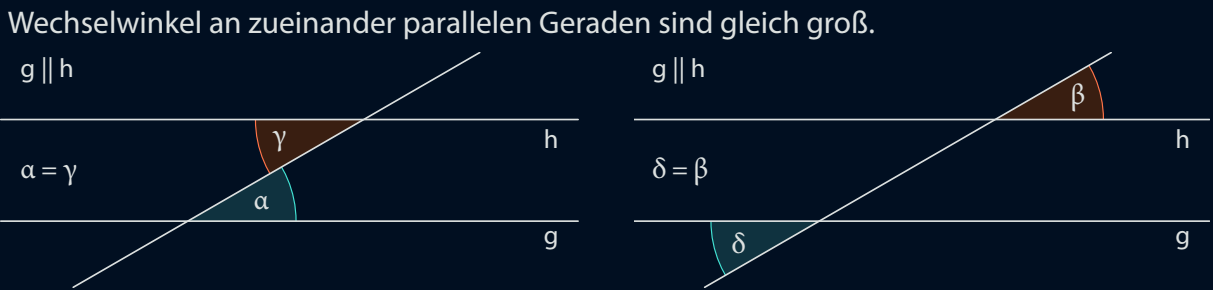 Wechselwinkel an zueinander parallelen Geraden sind gleich groß.
g || h
γ
h
α = γ
α
g
g || h
β
h
δ = β
δ
g